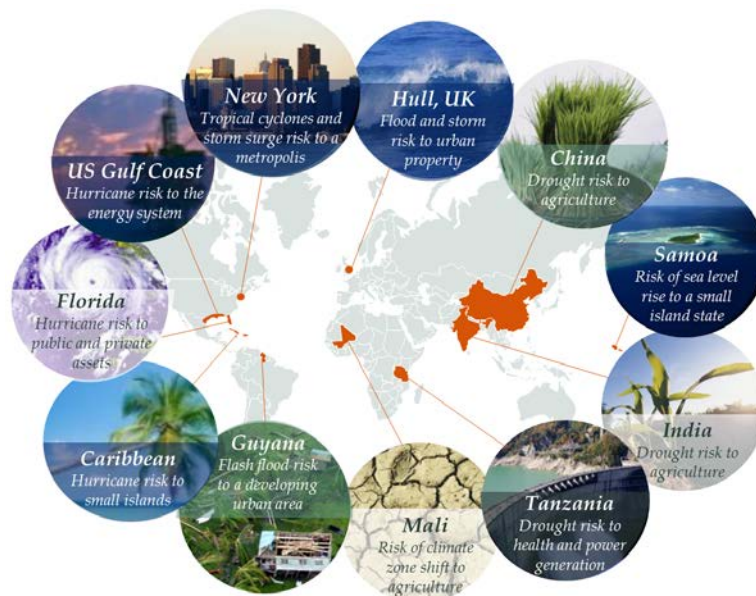 New York
Tropical cyclones and
storm surge risk to a
metropolis
Hull, UK
Flood and storm
risk to urban
property
US Gulf Coast
Hurricane risk to the
energy system
China
Drought risk to
agriculture
Samoa
Risk of sea level
rise to a small
island state
Florida
Hurricane risk to
public and private
assets
India
Drought risk to
agriculture
Caribbean
Hurricane risk to
small islands
Guyana
Flash flood risk
to a developing
urban area
Mali
Risk of climate
zone shift to
agriculture
Tanzania
Drought risk to
health and power
generation